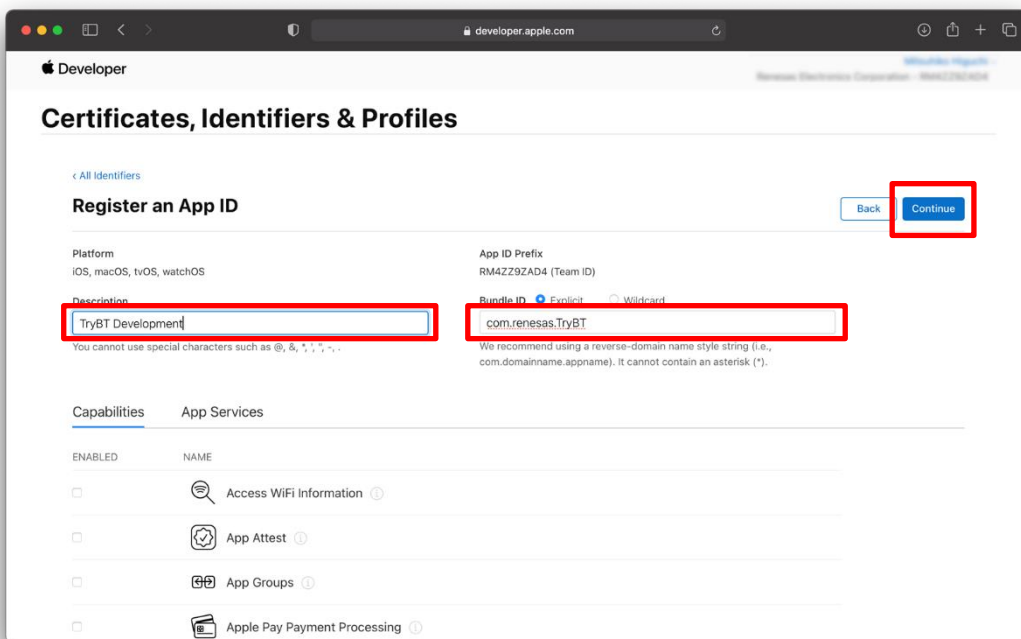 developer.apple.com
Developer
Certificates, Identifiers & Profiles
‹ All Identifiers
Register an App ID
Back
Continue
Platform
App ID Prefix
iOS, macOS, tvOS, watchOS
RM4ZZ9ZAD4 (Team ID)
Description
Bundle ID Explicit Wildcard
TryBT Development
com.renesas.TryBT
You cannot use special characters such as @, &, *, ', ", -, .
We recommend using a reverse-domain name style string (i.e.,
com.domainname.appname). It cannot contain an asterisk (*).
Capabilities App Services
ENABLED NAME
Access WiFi Information
App Attest
App Groups
Apple Pay Payment Processing